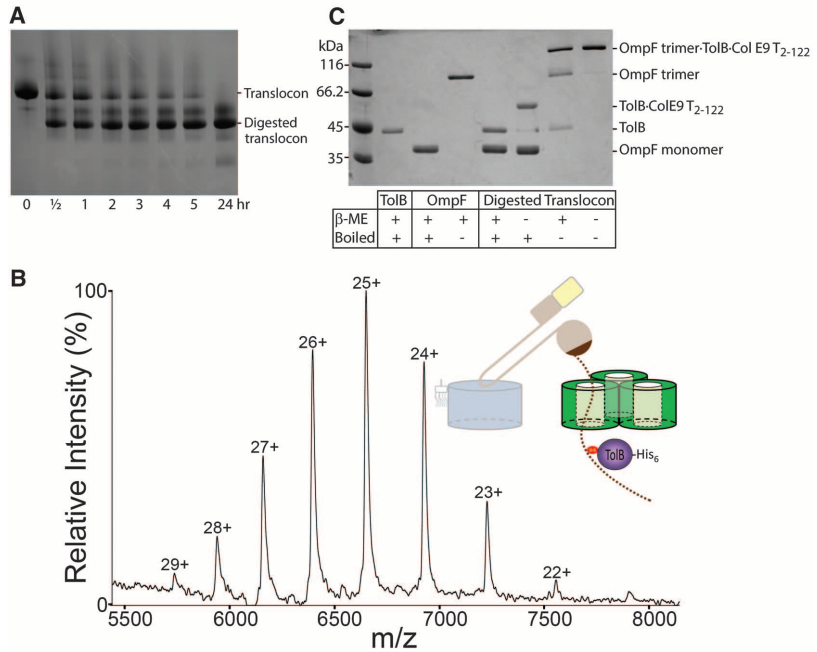 A
Translocon
Digested
translocon
0 ½ 1 2 3 4 5 24 hr
C
kDa
116
66.2
45
35
OmpF trimer·TolB·Col E9 T2-122
OmpF trimer
TolB·ColE9 T2-122
TolB
OmpF monomer
TolB OmpF Digested Translocon
β-ME + + + + - + -
Boiled + + - + + - -
B
Relative Intensity (%)
100
0
29+
28+
27+
26+
25+
24+
23+
22+
TolB His6
5500 6000 6500 7000 7500 8000
m/z